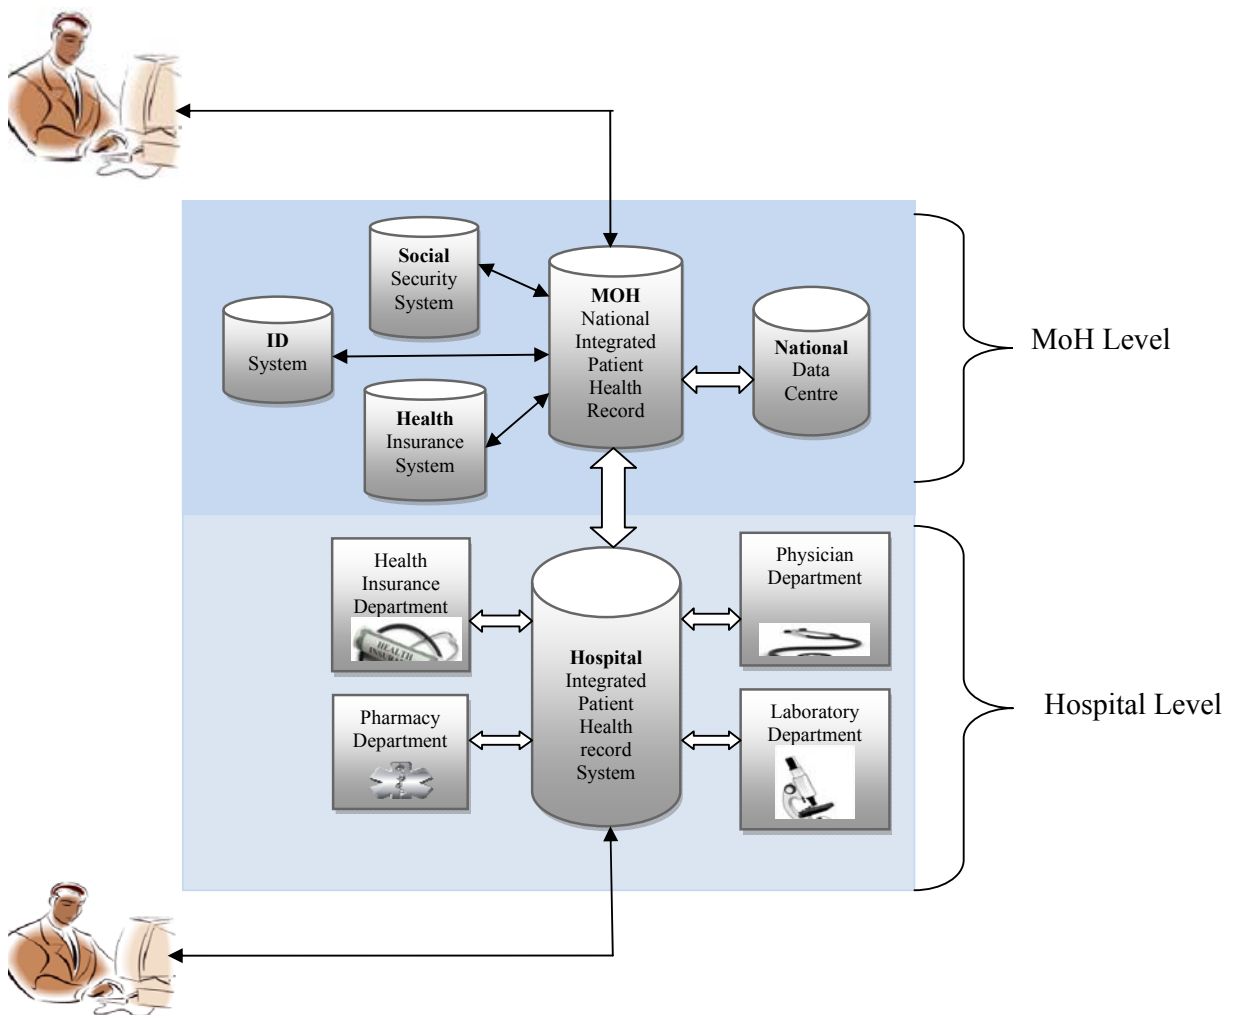 Social
Security
System
MOH
National
Integrated
Patient
Health
Record
ID
System
National
Data
Centre
Health
Insurance
System
MoH Level
Health
Insurance
Department
HEALTH
Physician
Department
Hospital
Integrated
Patient
Health
record
System
Pharmacy
Department
Laboratory
Department
Hospital Level